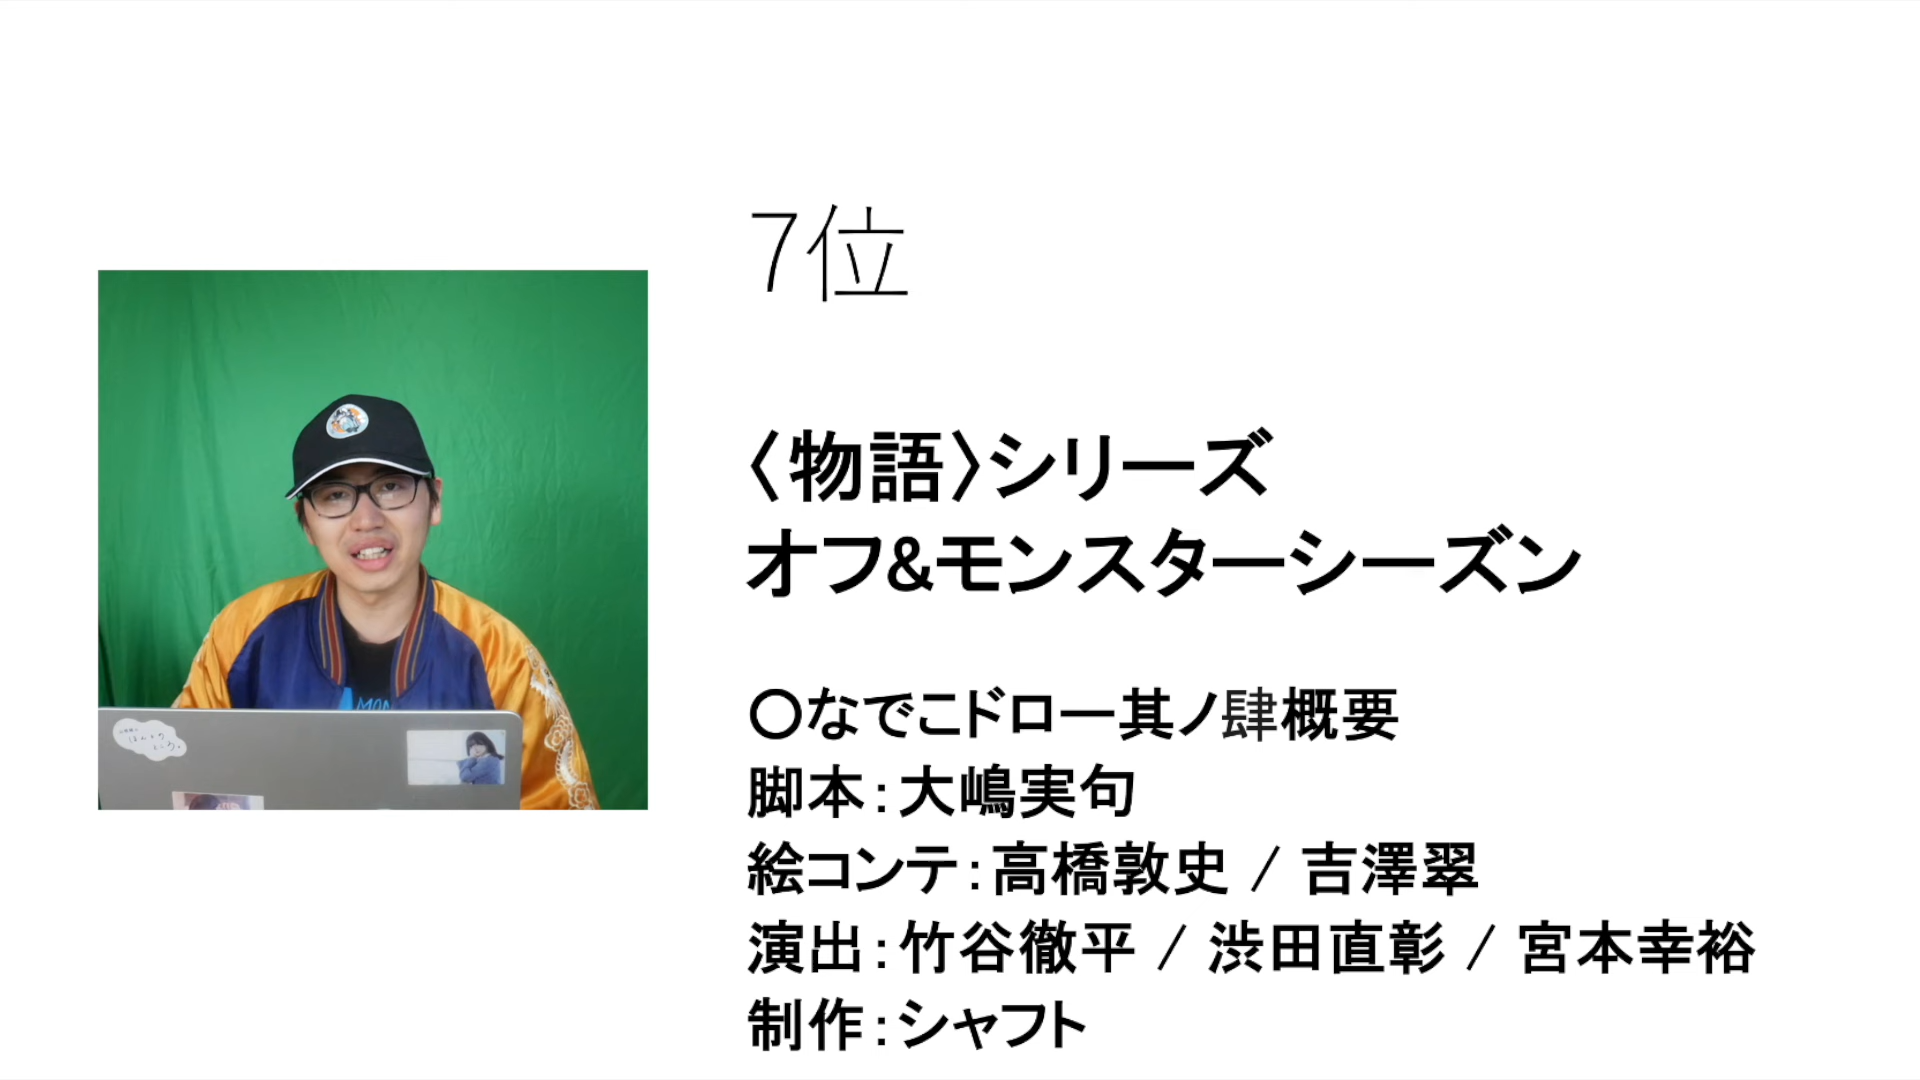 7位
〈物語〉シリーズ
オフ&モンスターシーズン
〇なでこドロー其ノ肆概要
脚本：大嶋実句
絵コンテ：高橋敦史 / 吉澤翠
演出：竹谷徹平 / 渋田直彰 / 宮本幸裕
制作：シャフト
MON